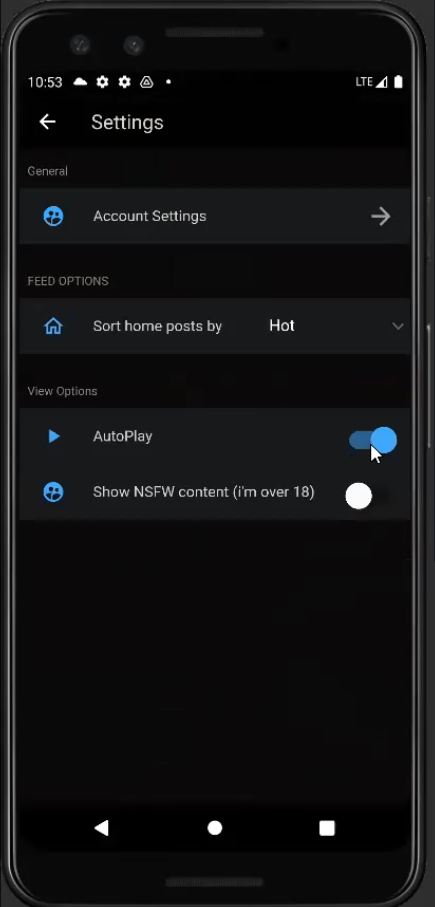 10:53 LTE
Settings
General
Account Settings
FEED OPTIONS
Sort home posts by Hot
View Options
AutoPlay
Show NSFW content (i'm over 18)